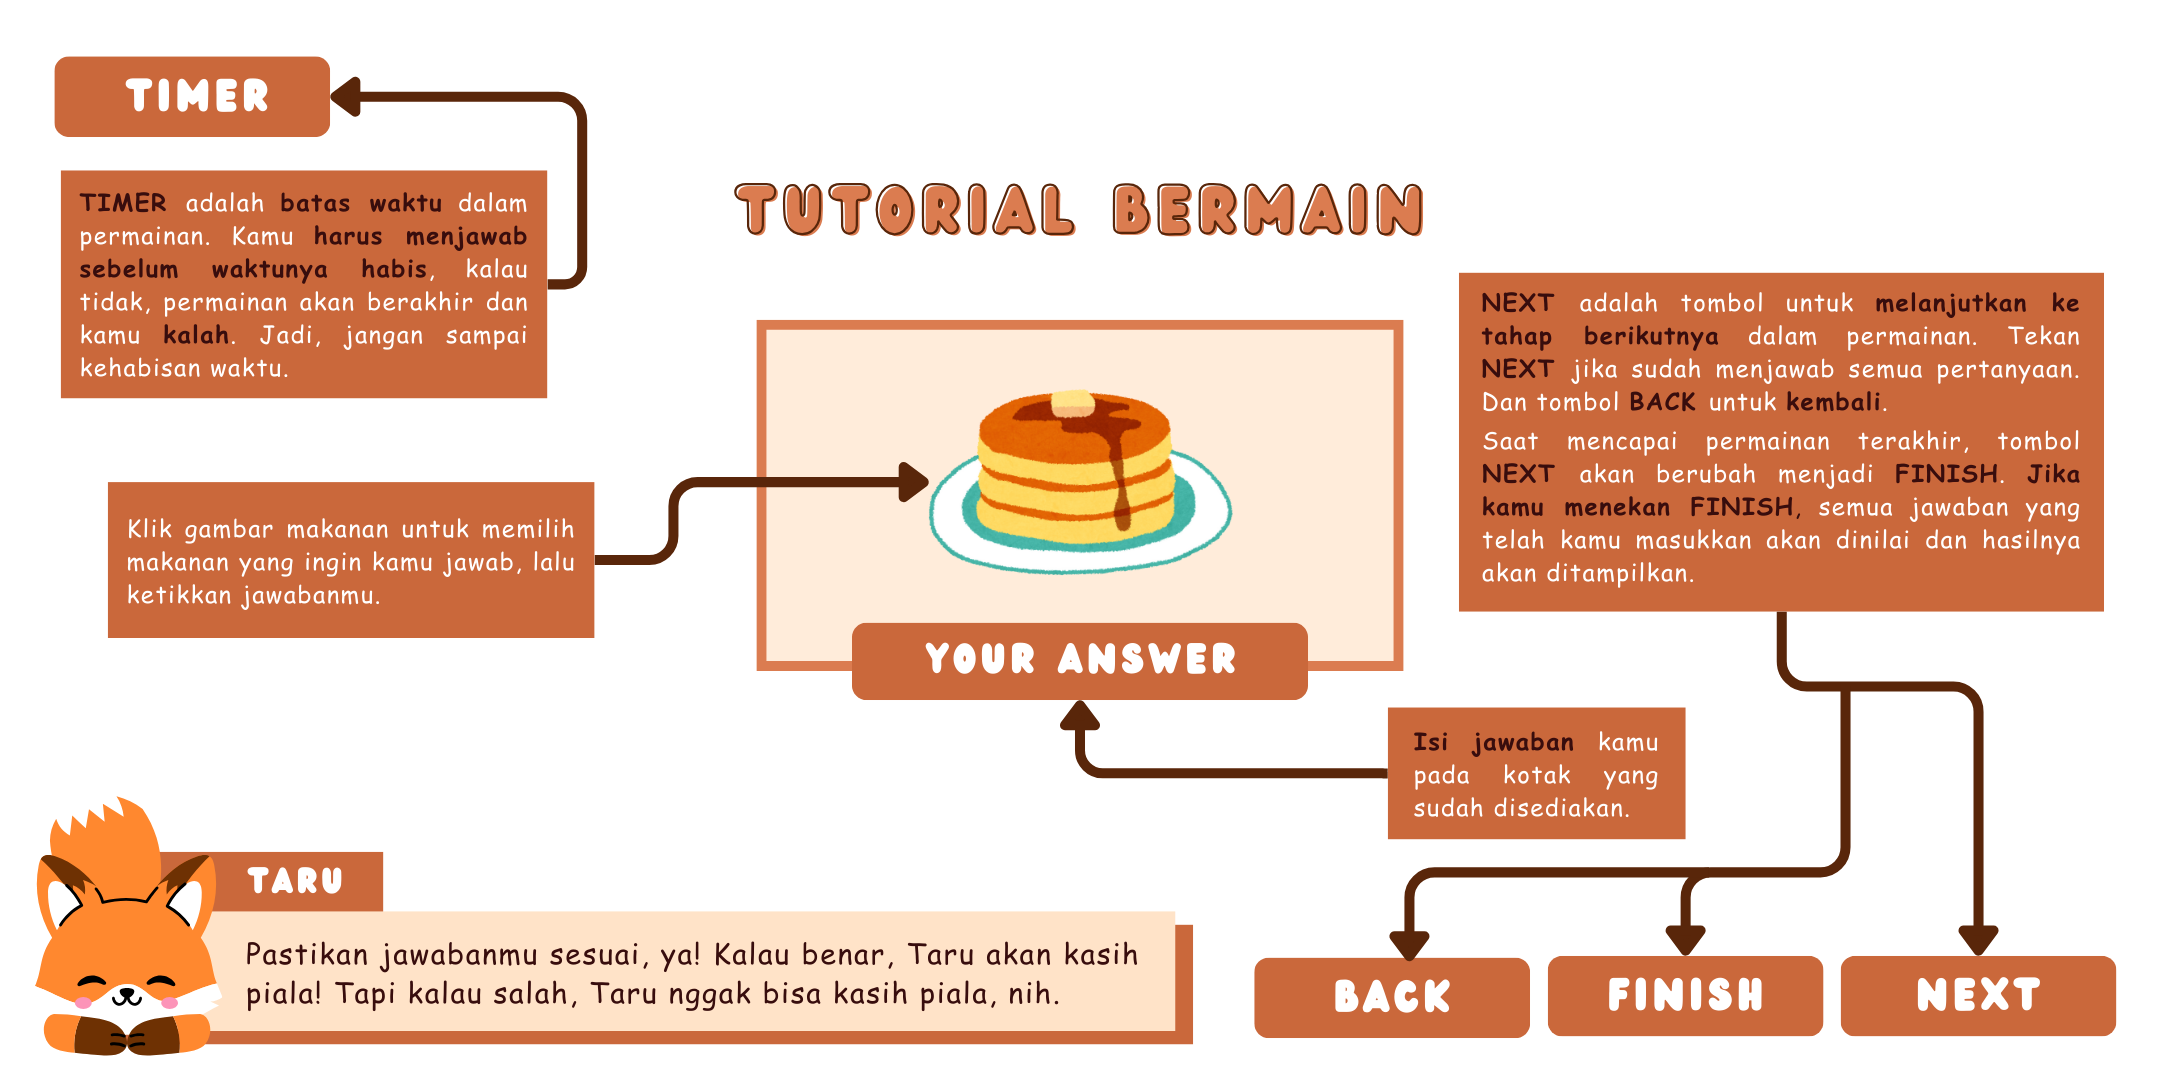 TIMER
TIMER adalah batas waktu dalam
permainan. Kamu harus menjawab
sebelum waktunya habis, kalau
tidak, permainan akan berakhir dan
kamu kalah. Jadi, jangan sampai
kehabisan waktu.
TUTORIAL BERMAIN
Klik gambar makanan untuk memilih
makanan yang ingin kamu jawab, lalu
ketikkan jawabanmu.
YOUR ANSWER
NEXT adalah tombol untuk melanjutkan ke
tahap berikutnya dalam permainan. Tekan
NEXT jika sudah menjawab semua pertanyaan.
Dan tombol BACK untuk kembali.
Saat mencapai permainan terakhir, tombol
NEXT akan berubah menjadi FINISH. Jika
kamu menekan FINISH, semua jawaban yang
telah kamu masukkan akan dinilai dan hasilnya
akan ditampilkan.
Isi jawaban kamu
pada kotak yang
sudah disediakan.
TARU
Pastikan jawabanmu sesuai, ya! Kalau benar, Taru akan kasih
piala! Tapi kalau salah, Taru nggak bisa kasih piala, nih.
BACK
FINISH
NEXT